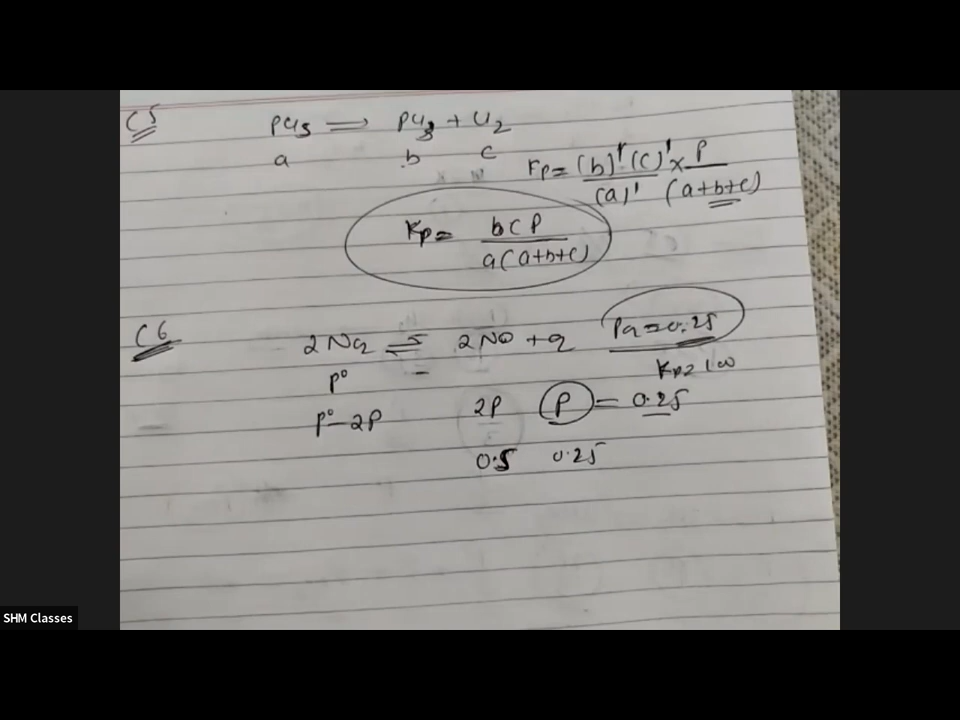 C5
PCl5 ⇌ PCl3 + Cl2
a b c
Kp = (b)¹(c)¹ / (a)¹ × P / (a+b+c)
Kp = bcP / a(a+b+c)
C6
2NO2 ⇌ 2NO + O2 = 0.25
P° -
Kp = 100
P°-2P 2P P = 0.25
0.5 0.25
SHM Classes